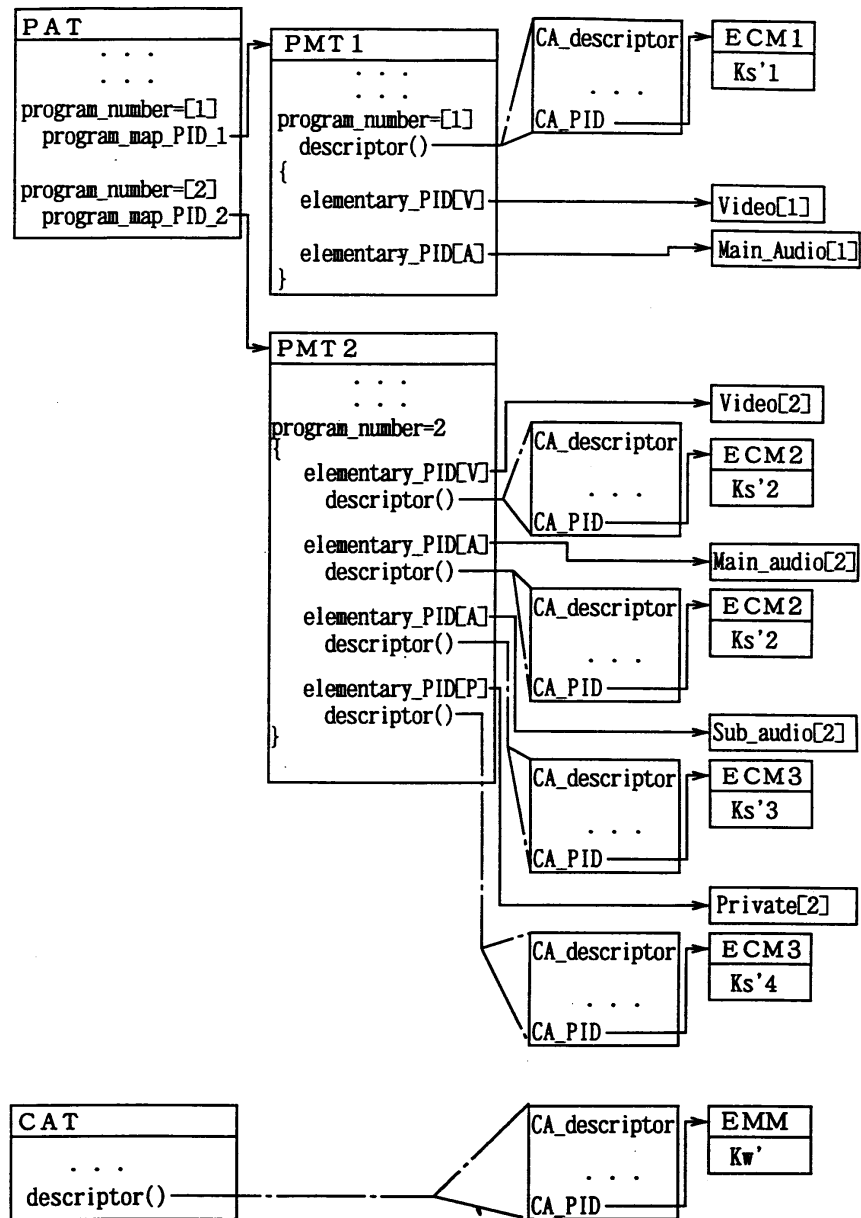 PAT
. . .
. . .
program_number=[1]
program_map_PID_1
program_number=[2]
program_map_PID_2
PMT1
. . .
. . .
program_number=[1]
descriptor()
{
elementary_PID[V]
elementary_PID[A]
}
CA_descriptor
. . .
CA_PID
ECM1
Ks'1
Video[1]
Main_Audio[1]
PMT2
. . .
. . .
program_number=2
{
elementary_PID[V]
descriptor()
elementary_PID[A]
descriptor()
elementary_PID[A]
descriptor()
elementary_PID[P]
descriptor()
}
Video[2]
CA_descriptor
. . .
CA_PID
ECM2
Ks'2
Main_audio[2]
CA_descriptor
. . .
CA_PID
ECM2
Ks'2
Sub_audio[2]
CA_descriptor
. . .
CA_PID
ECM3
Ks'3
Private[2]
CA_descriptor
. . .
CA_PID
ECM3
Ks'4
CAT
. . .
descriptor()
CA_descriptor
. . .
CA_PID
EMM
Kw'